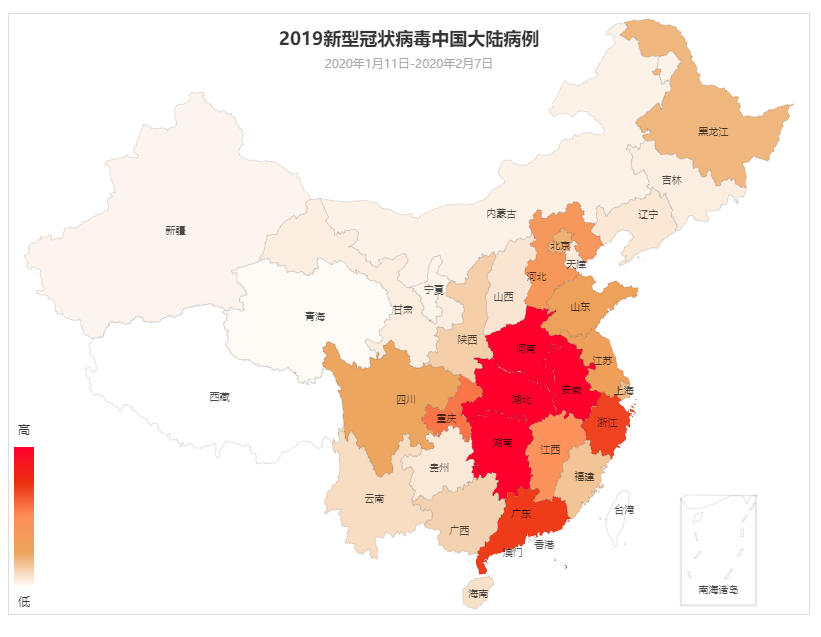 2019新型冠状病毒中国大陆病例
2020年1月11日-2020年2月7日
黑龙江
吉林
辽宁
内蒙古
新疆
北京
天津
河北
宁夏
山西
青海
甘肃
山东
陕西
河南
江苏
西藏
四川
湖北
安徽
上海
重庆
浙江
湖南
江西
贵州
福建
云南
广西
广东
台湾
香港
澳门
海南
南海诸岛
高
低